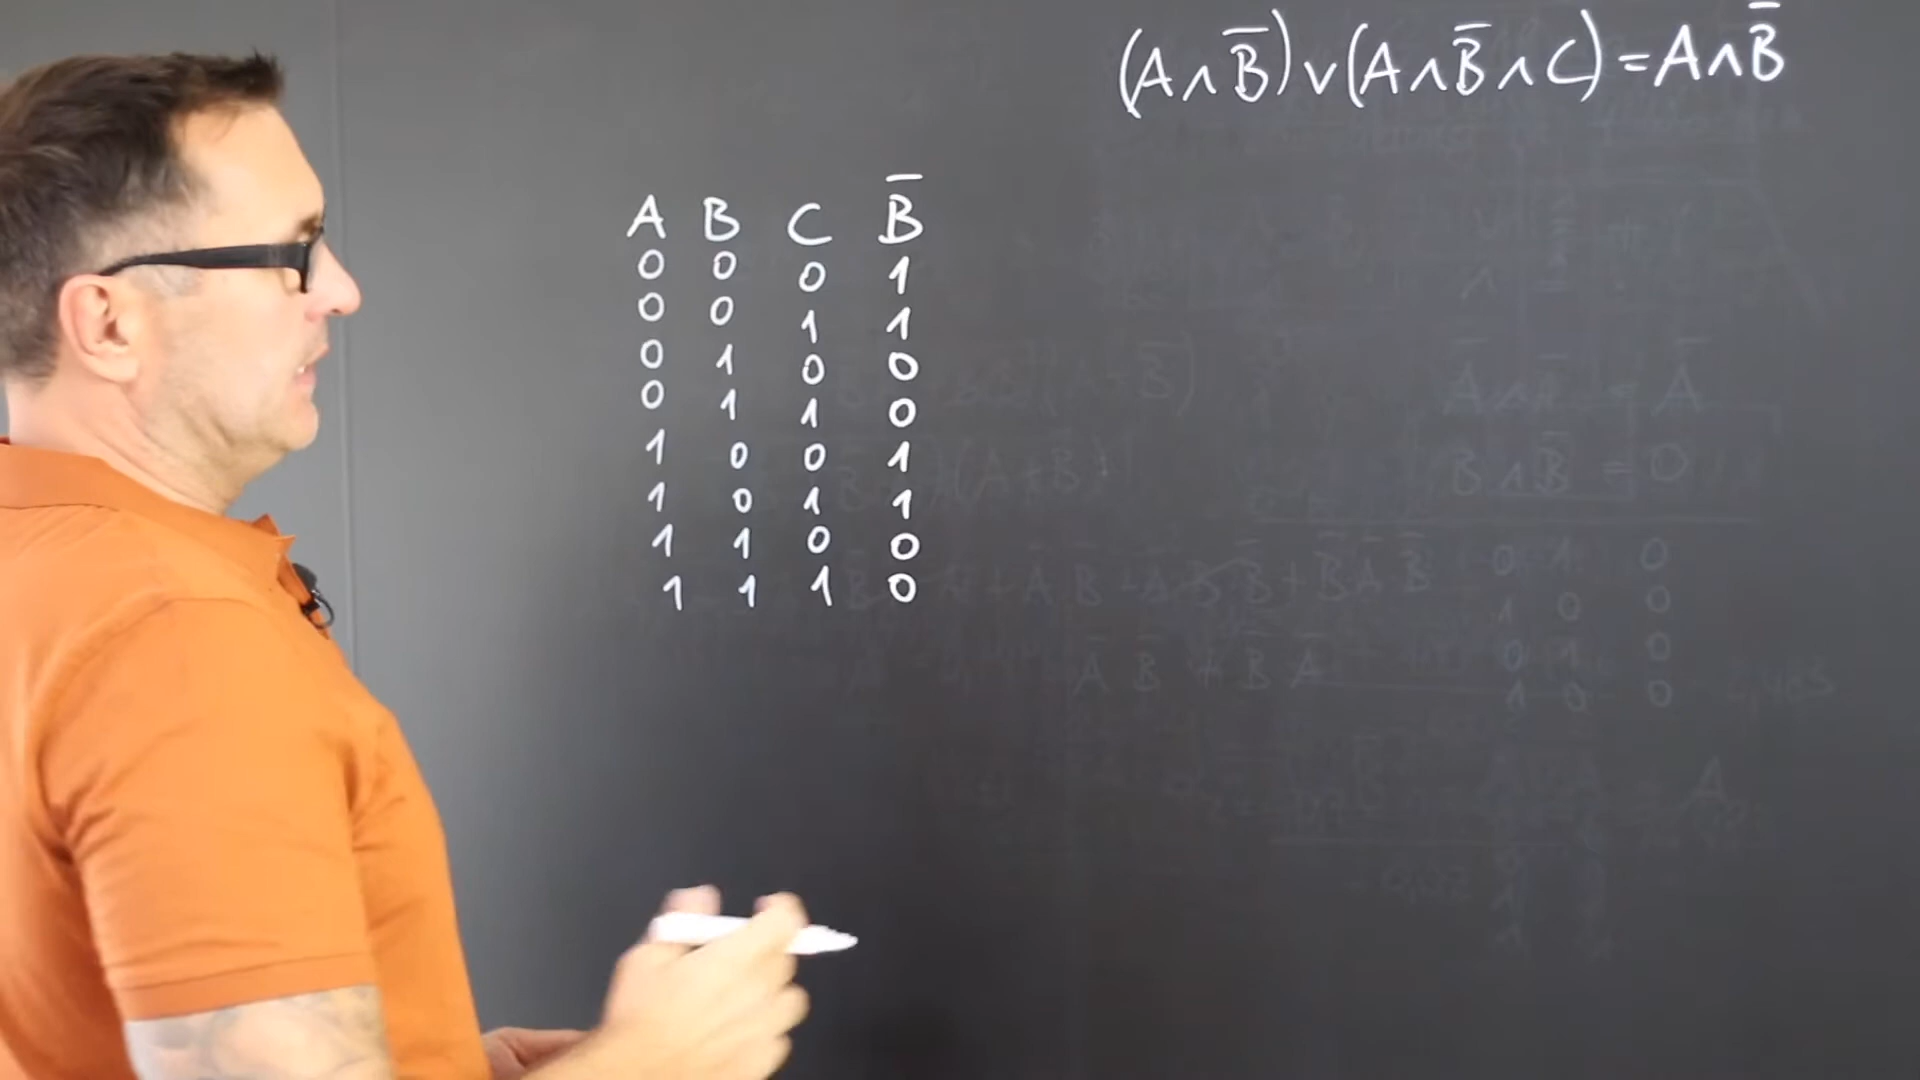 (A∧B̅)∨(A∧B̅∧C)=A∧B̅
A B C B̅
0 0 0 1
0 0 1 1
0 1 0 0
0 1 1 0
1 0 0 1
1 0 1 1
1 1 0 0
1 1 1 0